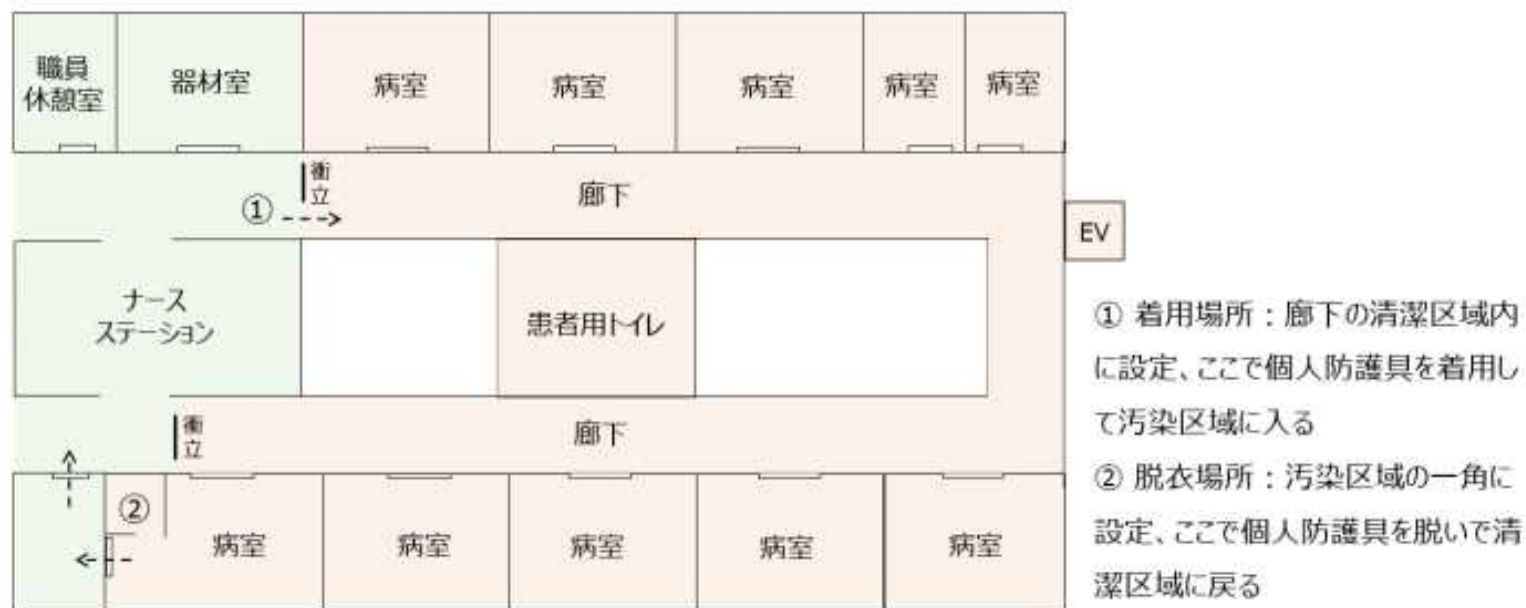 職員
休憩室
器材室
病室
病室
病室
病室
病室
衝
立
廊下
①
EV
ナース
ステーション
患者用トイレ
衝
立
廊下
②
病室
病室
病室
病室
病室
① 着用場所：廊下の清潔区域内
に設定、ここで個人防護具を着用し
て汚染区域に入る
② 脱衣場所：汚染区域の一角に
設定、ここで個人防護具を脱いで清
潔区域に戻る